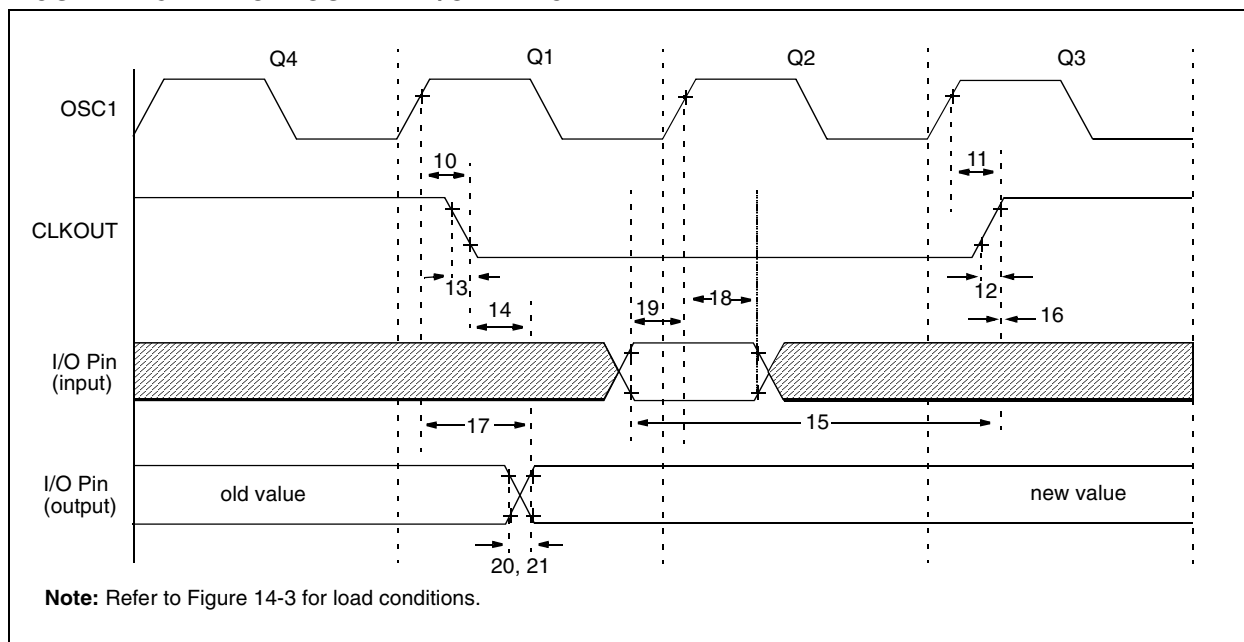 Q4 Q1 Q2 Q3
OSC1
10 11
CLKOUT
13 12
14 19 18 16
I/O Pin
(input)
17 15
I/O Pin
(output)
old value new value
20, 21
Note: Refer to Figure 14-3 for load conditions.